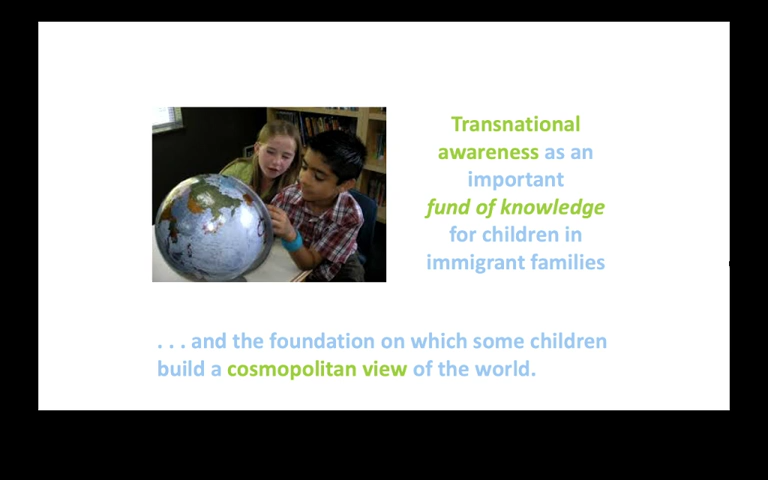 Transnational
awareness as an
important
fund of knowledge
for children in
immigrant families
. . . and the foundation on which some children
build a cosmopolitan view of the world.